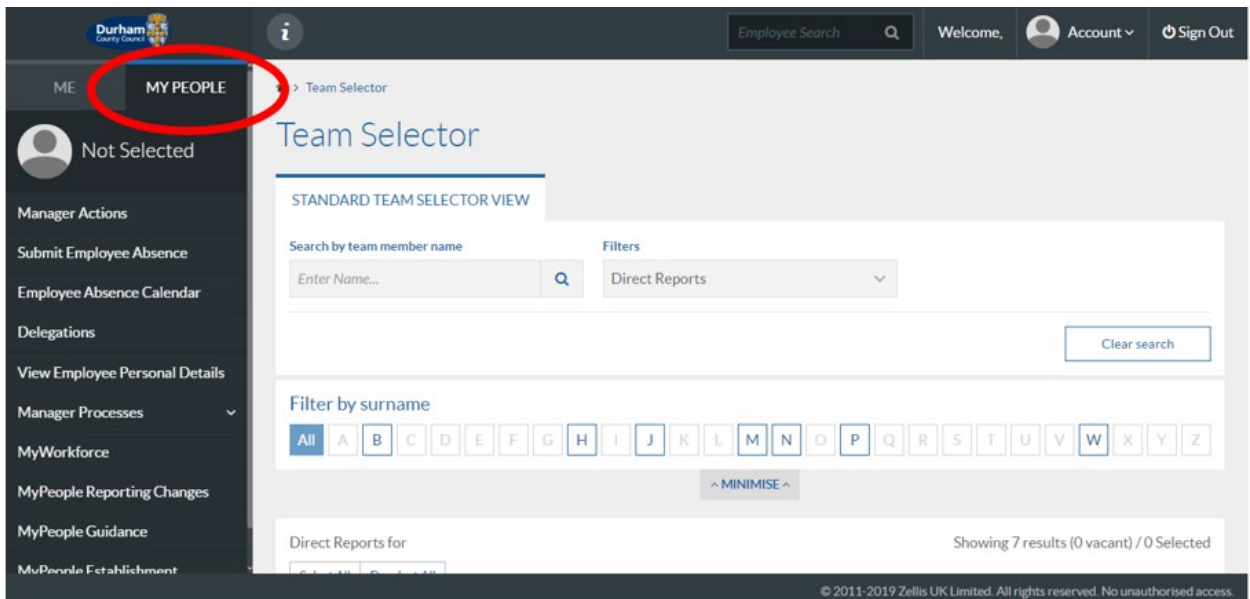 Durham
County Council
i
Employee Search
Welcome,
Account
Sign Out
ME
MY PEOPLE
> Team Selector
Not Selected
Team Selector
Manager Actions
Submit Employee Absence
Employee Absence Calendar
Delegations
View Employee Personal Details
Manager Processes
MyWorkforce
MyPeople Reporting Changes
MyPeople Guidance
MyPeople Establishment
STANDARD TEAM SELECTOR VIEW
Search by team member name
Filters
Enter Name...
Direct Reports
Clear search
Filter by surname
All A B C D E F G H I J K L M N O P Q R S T U V W X Y Z
^ MINIMISE ^
Direct Reports for
Showing 7 results (0 vacant) / 0 Selected
Select All
© 2011-2019 Zellis UK Limited. All rights reserved. No unauthorised access.